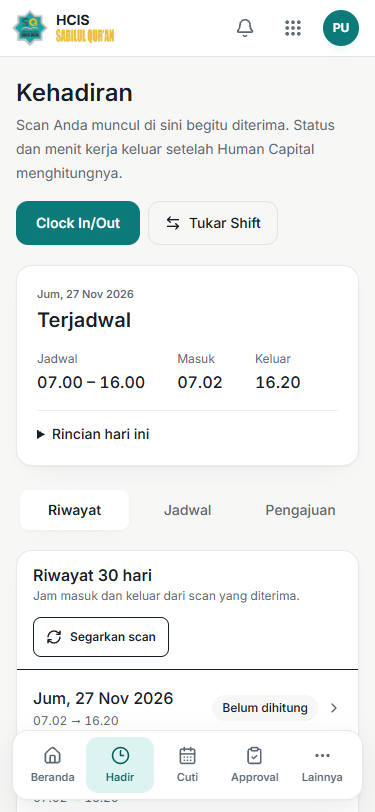 HCIS
SABILUL QUR'AN
PU
Kehadiran
Scan Anda muncul di sini begitu diterima. Status
dan menit kerja keluar setelah Human Capital
menghitungnya.
Clock In/Out
Tukar Shift
Jum, 27 Nov 2026
Terjadwal
Jadwal Masuk Keluar
07.00 – 16.00 07.02 16.20
Rincian hari ini
Riwayat Jadwal Pengajuan
Riwayat 30 hari
Jam masuk dan keluar dari scan yang diterima.
Segarkan scan
Jum, 27 Nov 2026
Belum dihitung
07.02 → 16.20
Beranda Hadir Cuti Approval Lainnya